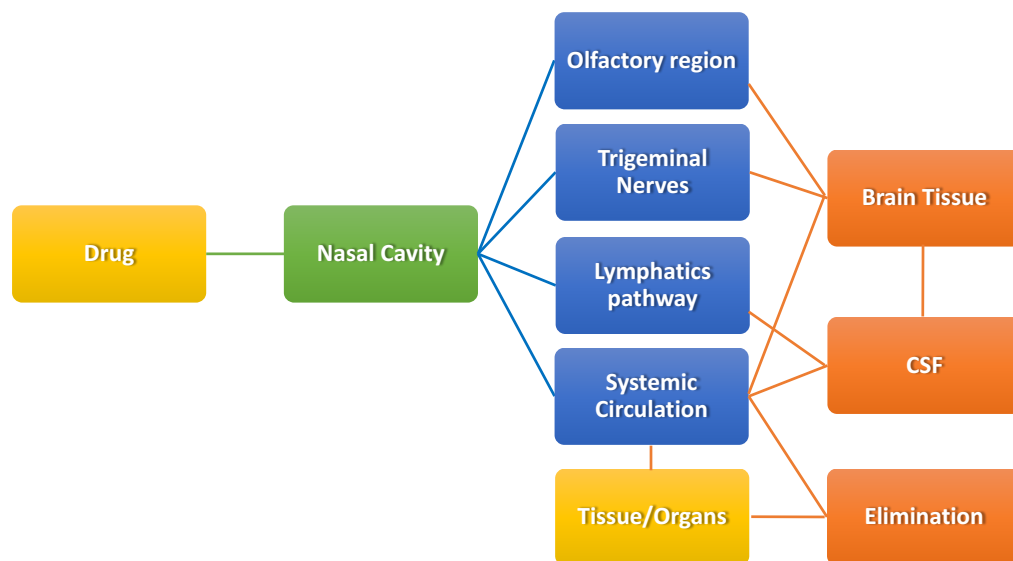 Drug
Nasal Cavity
Olfactory region
Trigeminal
Nerves
Lymphatics
pathway
Systemic
Circulation
Tissue/Organs
Brain Tissue
CSF
Elimination